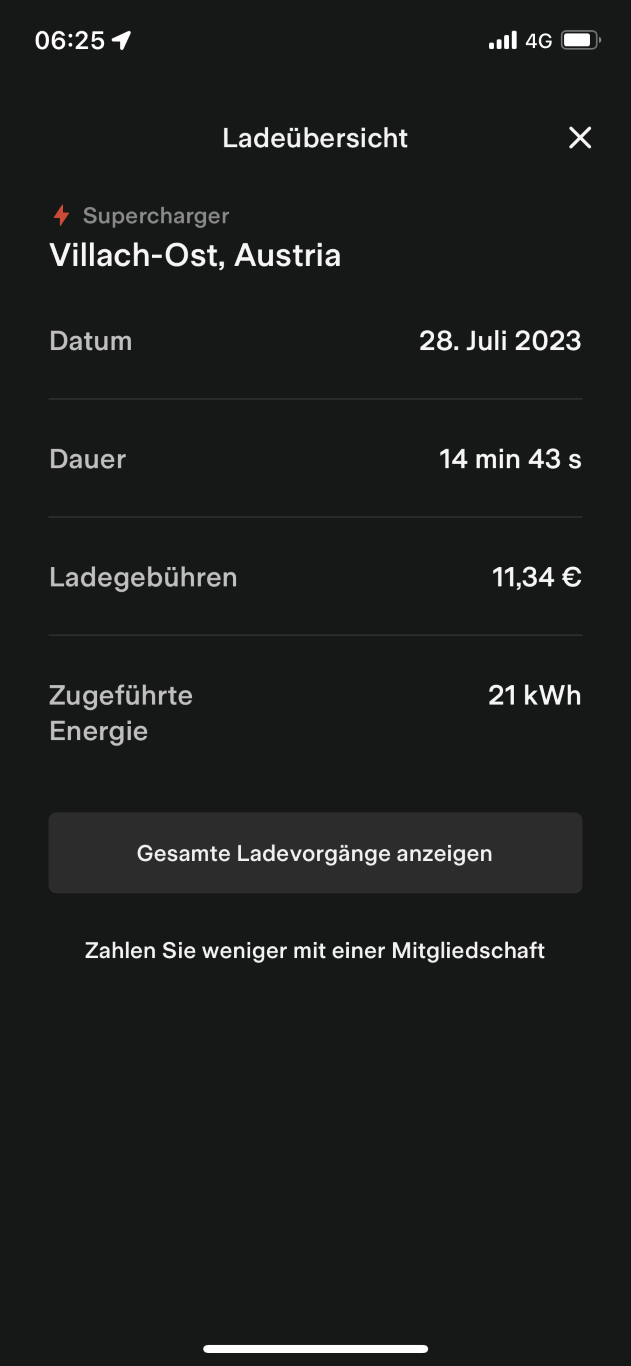 06:25
4G
Ladeübersicht
Supercharger
Villach-Ost, Austria
Datum 28. Juli 2023
Dauer 14 min 43 s
Ladegebühren 11,34 €
Zugeführte 21 kWh
Energie
Gesamte Ladevorgänge anzeigen
Zahlen Sie weniger mit einer Mitgliedschaft